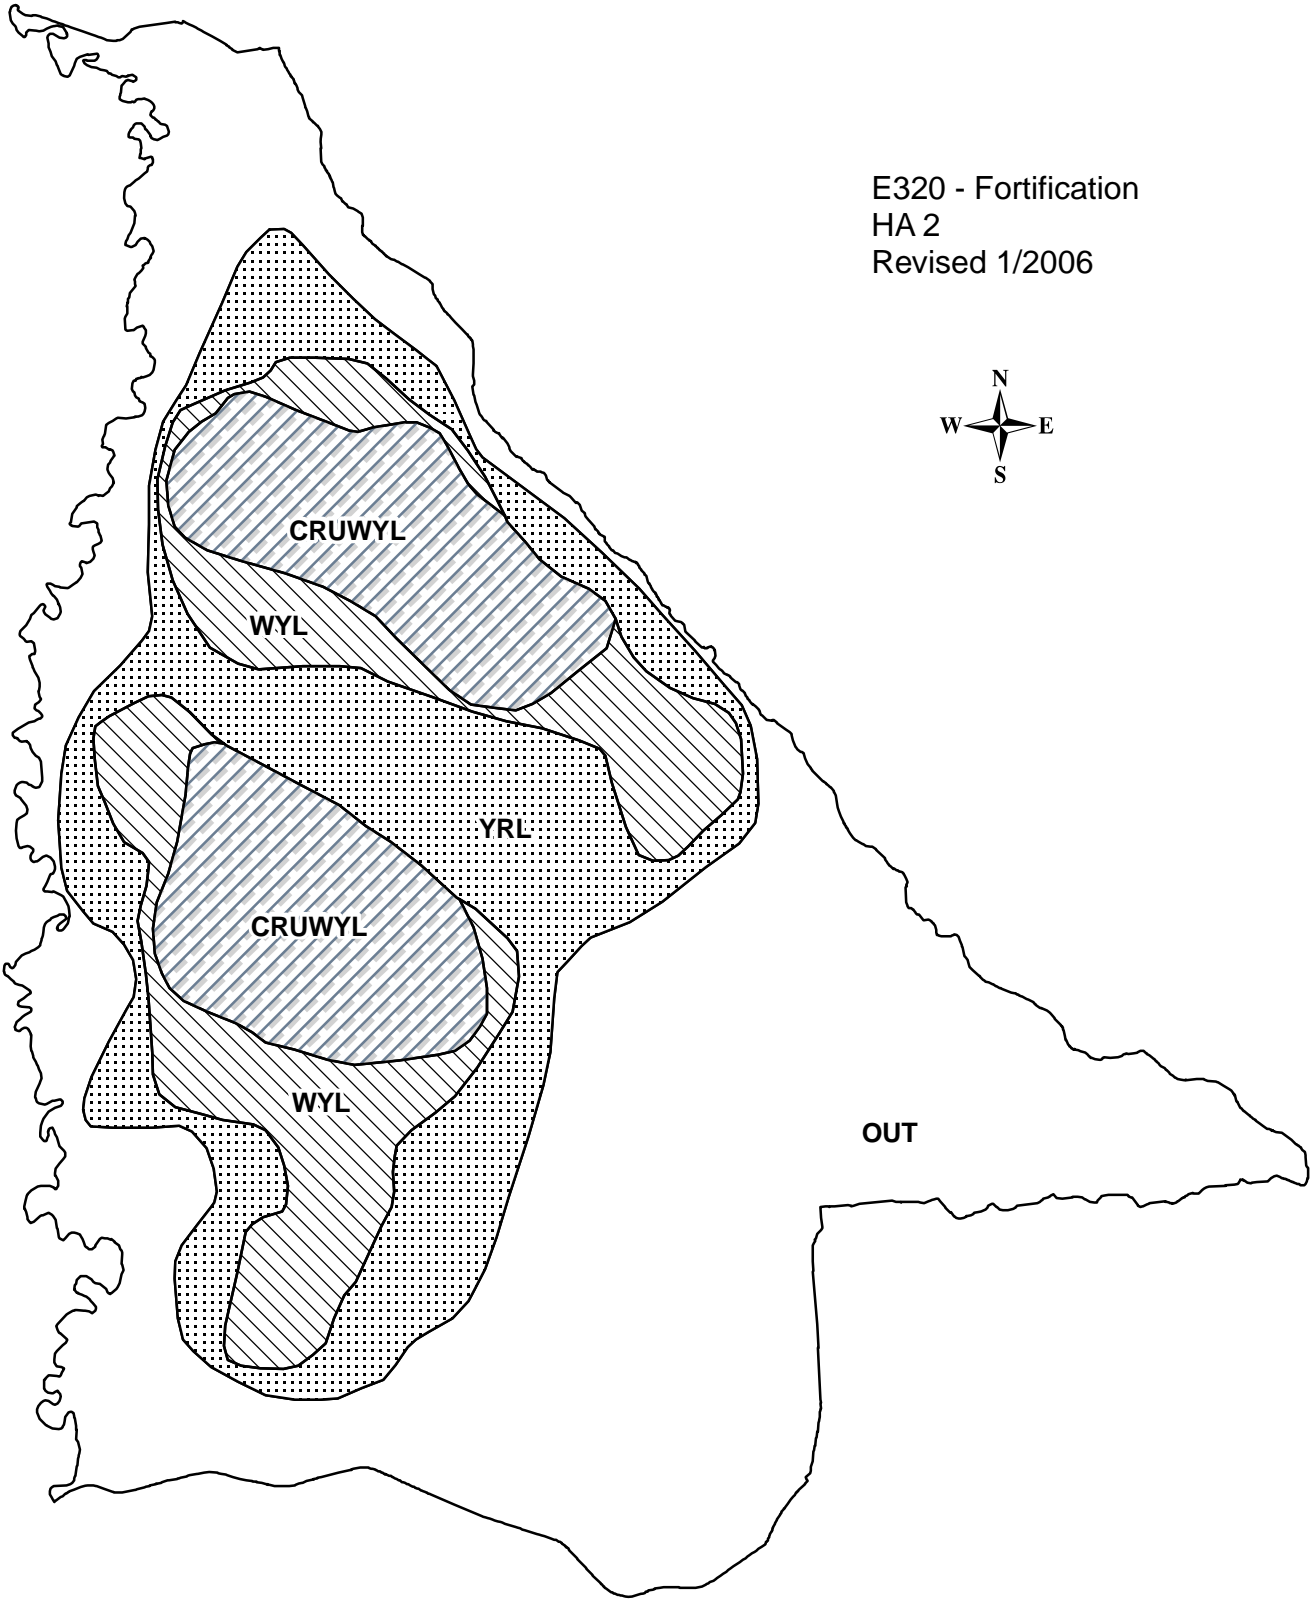 E320 - Fortification
HA 2
Revised 1/2006
N
W E
S
CRUWYL
WYL
YRL
CRUWYL
WYL
OUT